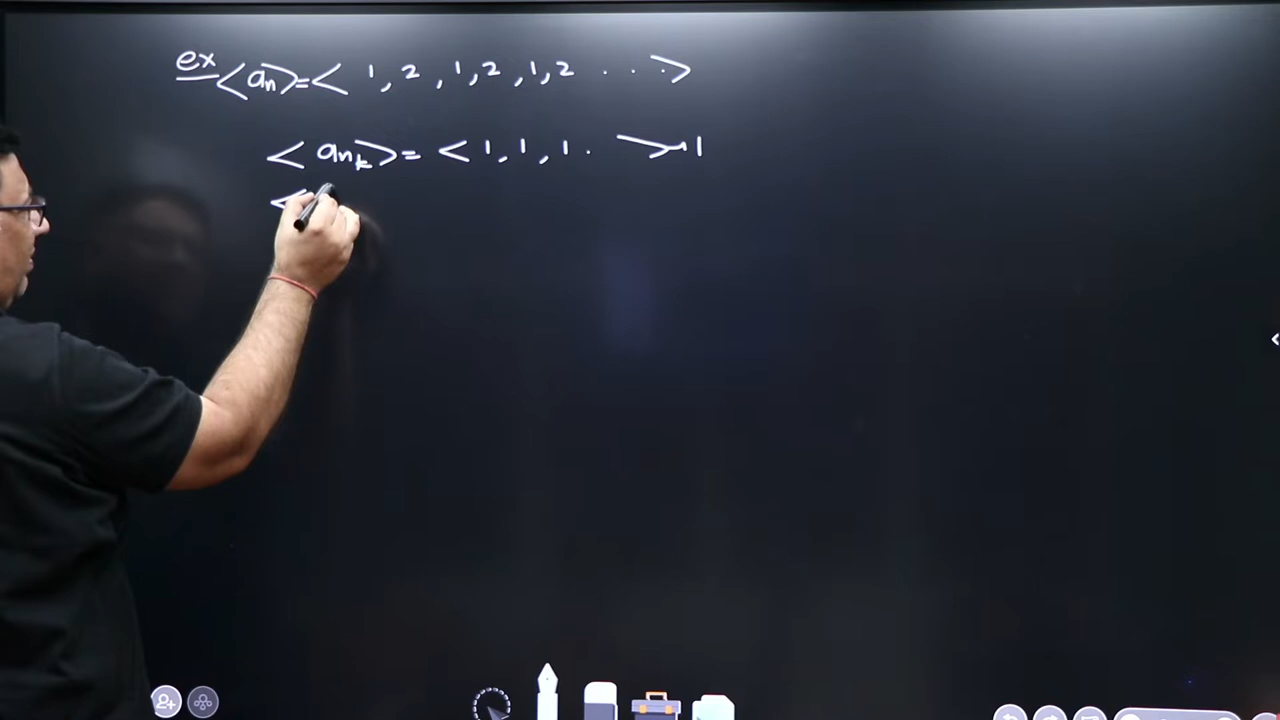 ex <an> = < 1, 2, 1, 2, 1, 2 ...>
<ank> = < 1, 1, 1. > → 1
<